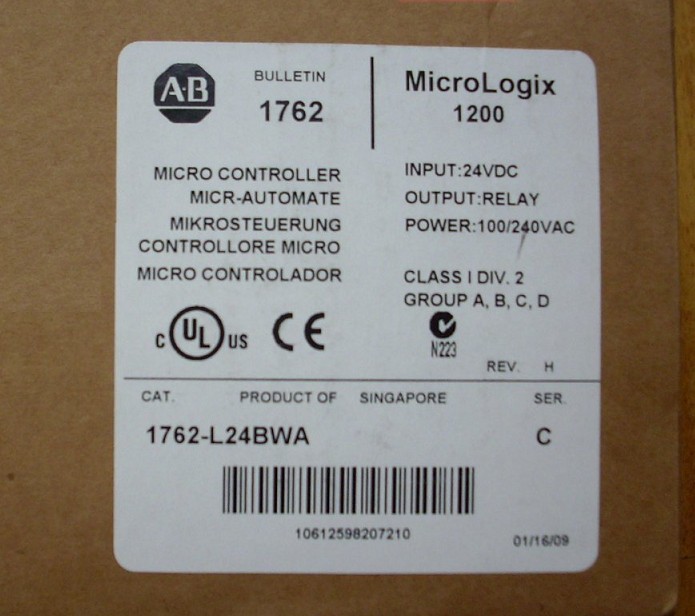 A·B
BULLETIN
1762
MicroLogix
1200
MICRO CONTROLLER
MICR-AUTOMATE
MIKROSTEUERUNG
CONTROLLORE MICRO
MICRO CONTROLADOR
INPUT:24VDC
OUTPUT:RELAY
POWER:100/240VAC
CLASS I DIV. 2
GROUP A, B, C, D
C UL US CE
N223
REV. H
CAT. PRODUCT OF SINGAPORE SER.
1762-L24BWA C
10612598207210
01/16/09